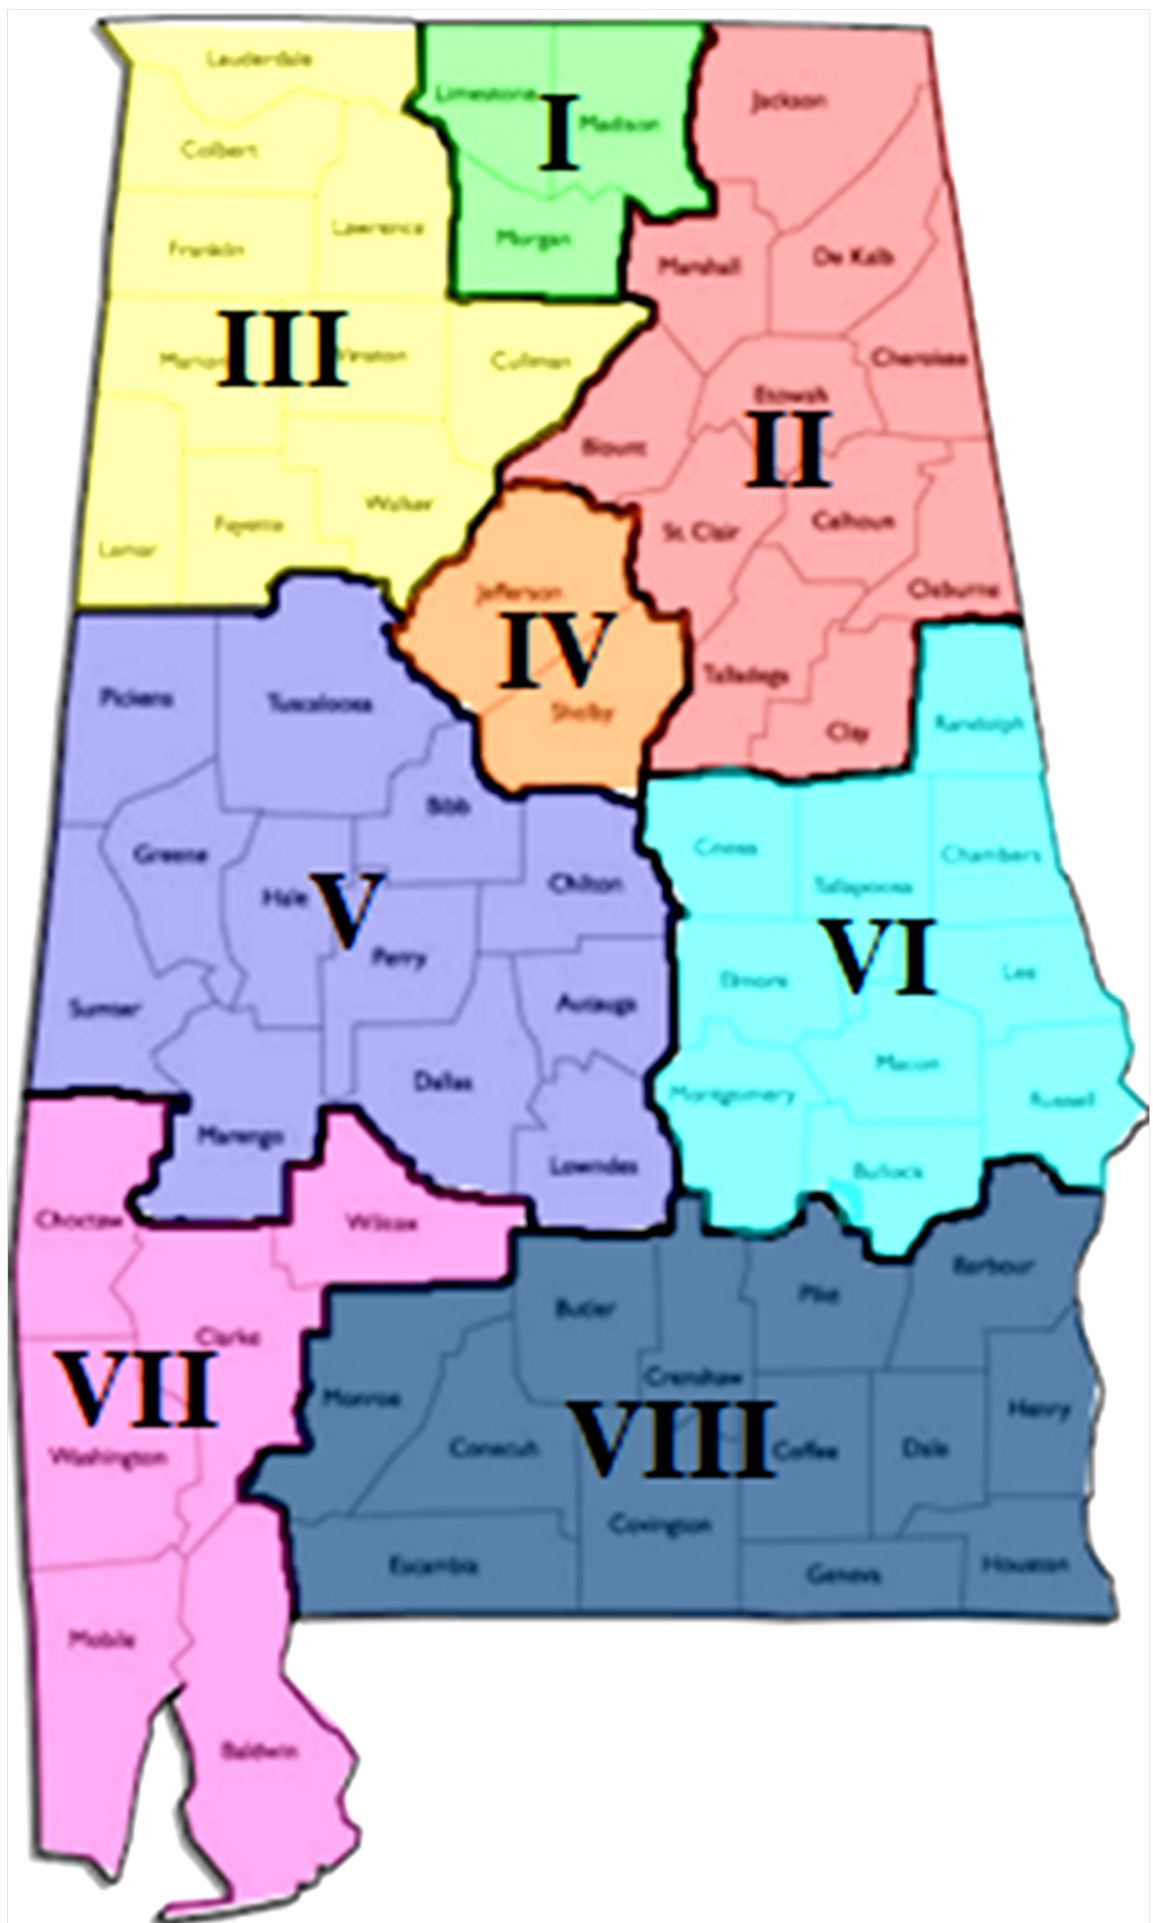 Lauderdale
Limestone
Madison
I
Jackson
Colbert
Lawrence
Franklin
Morgan
Marshall
De Kalb
III
Marion
Winston
Cullman
Cherokee
Etowah
II
Blount
Walker
Fayette
Lamar
St. Clair
Calhoun
Cleburne
Jefferson
IV
Shelby
Talladega
Clay
Randolph
Pickens
Tuscaloosa
Bibb
Greene
Hale
V
Perry
Chilton
Coosa
Tallapoosa
Chambers
VI
Elmore
Lee
Sumter
Autauga
Dallas
Macon
Montgomery
Russell
Marengo
Lowndes
Bullock
Choctaw
Wilcox
Clarke
VII
Washington
Butler
Pike
Barbour
Monroe
Crenshaw
Conecuh
VIII
Coffee
Dale
Henry
Covington
Escambia
Geneva
Houston
Mobile
Baldwin